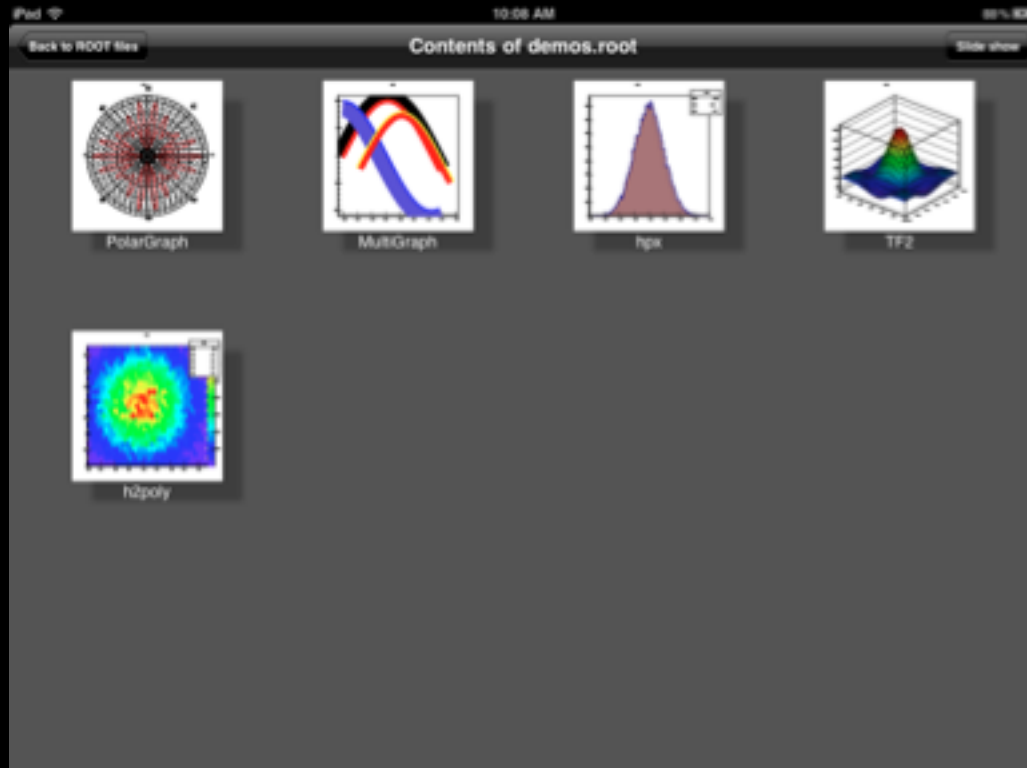 iPad
10:08 AM
Back to ROOT files
Contents of demos.root
Slide show
PolarGraph
MultiGraph
hpx
TF2
h2poly